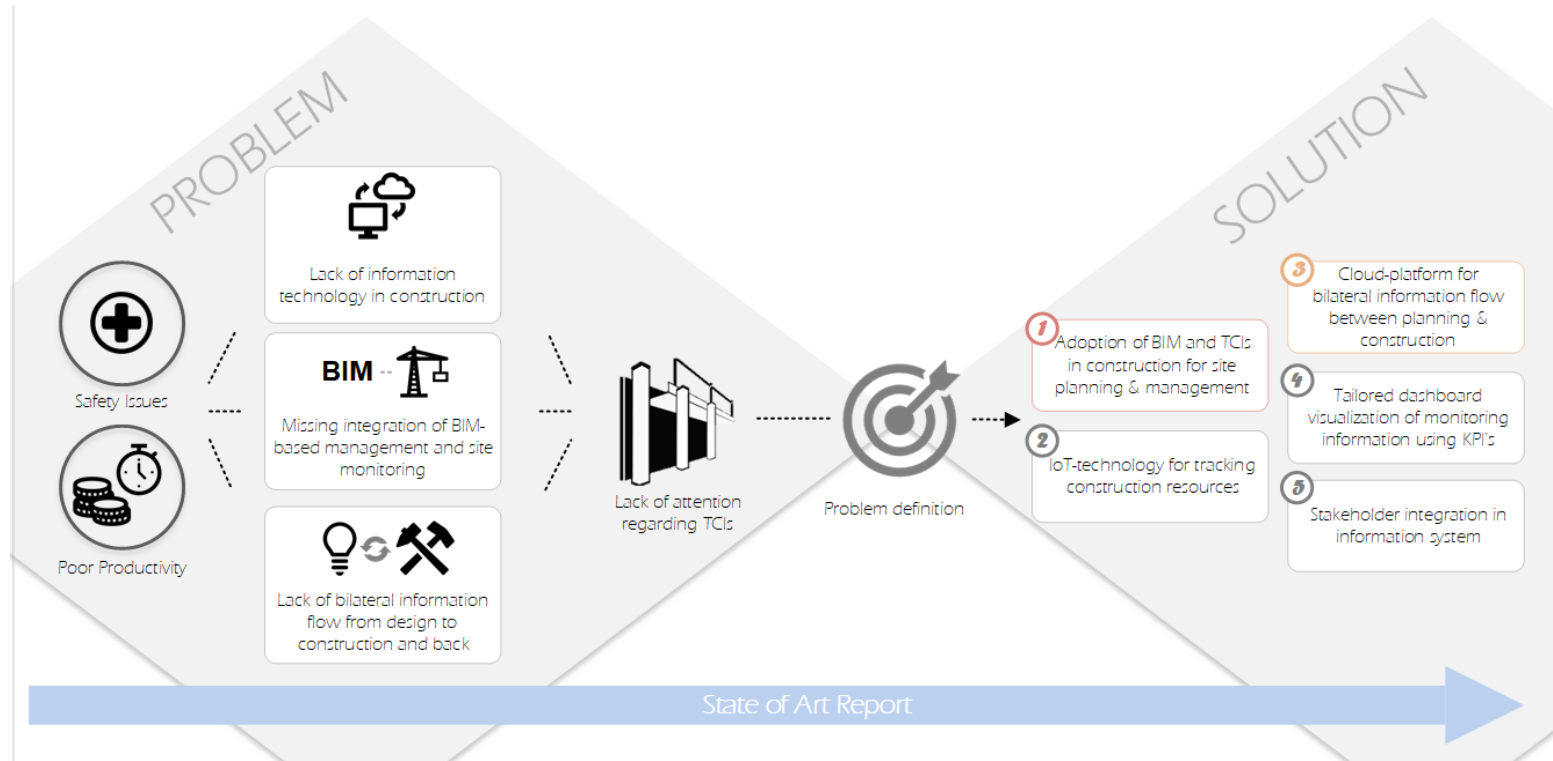 PROBLEM
Safety Issues
Poor Productivity
Lack of information
technology in construction
BIM
Missing integration of BIM-
based management and site
monitoring
Lack of bilateral information
flow from design to
construction and back
Lack of attention
regarding TCIs
Problem definition
SOLUTION
1
Adoption of BIM and TCIs
in construction for site
planning & management
2
IoT-technology for tracking
construction resources
3
Cloud-platform for
bilateral information flow
between planning &
construction
4
Tailored dashboard
visualization of monitoring
information using KPI's
5
Stakeholder integration in
information system
State of Art Report